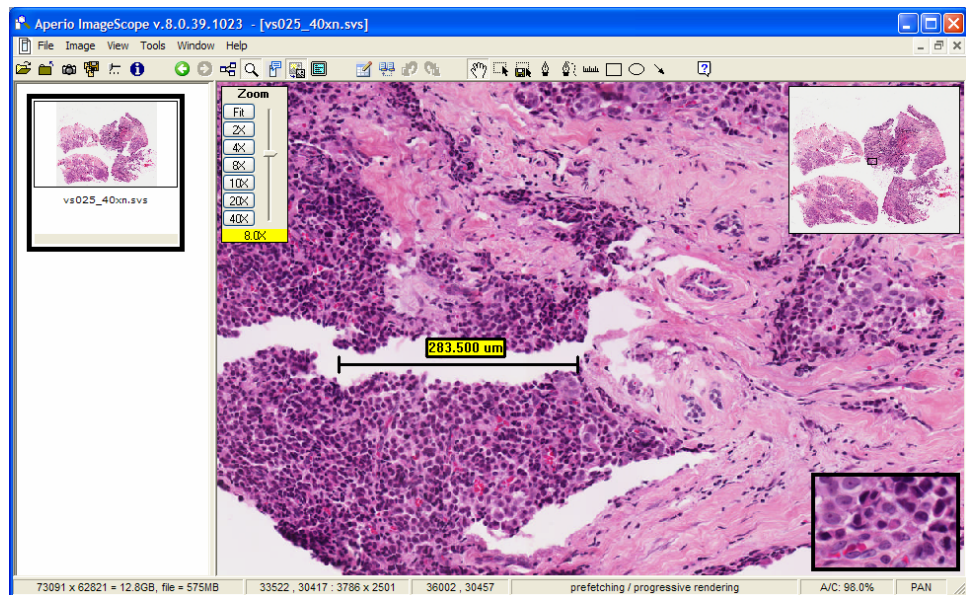 Aperio ImageScope v.8.0.39.1023 - [vs025_40xn.svs]
File Image View Tools Window Help
Zoom
Fit
2X
4X
8X
10X
20X
40X
8.0X
vs025_40xn.svs
283.500 um
73091 x 62821 = 12.8GB, file = 575MB
33522 , 30417 : 3786 x 2501
36002 , 30457
prefetching / progressive rendering
A/C: 98.0%
PAN